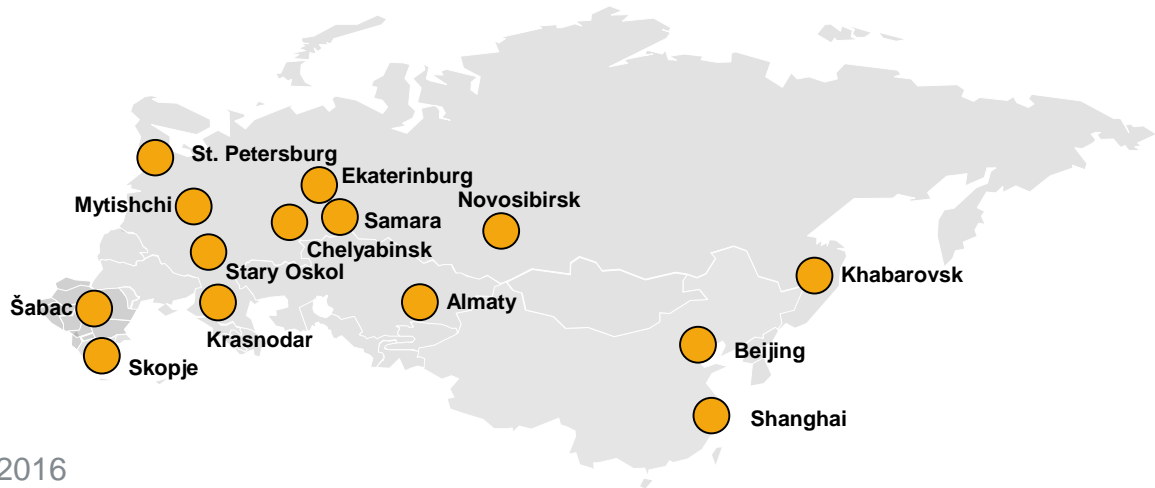 St. Petersburg
Ekaterinburg
Mytishchi
Novosibirsk
Samara
Chelyabinsk
Stary Oskol
Khabarovsk
Šabac
Almaty
Krasnodar
Beijing
Skopje
Shanghai
2016